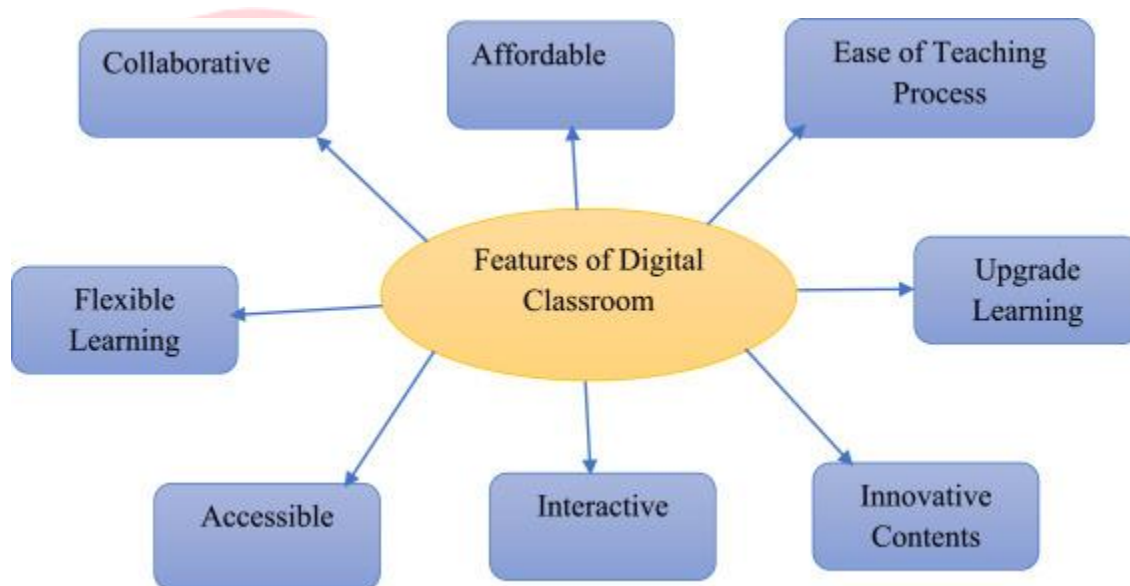 Collaborative
Affordable
Ease of Teaching
Process
Features of Digital
Classroom
Flexible
Learning
Upgrade
Learning
Accessible
Interactive
Innovative
Contents